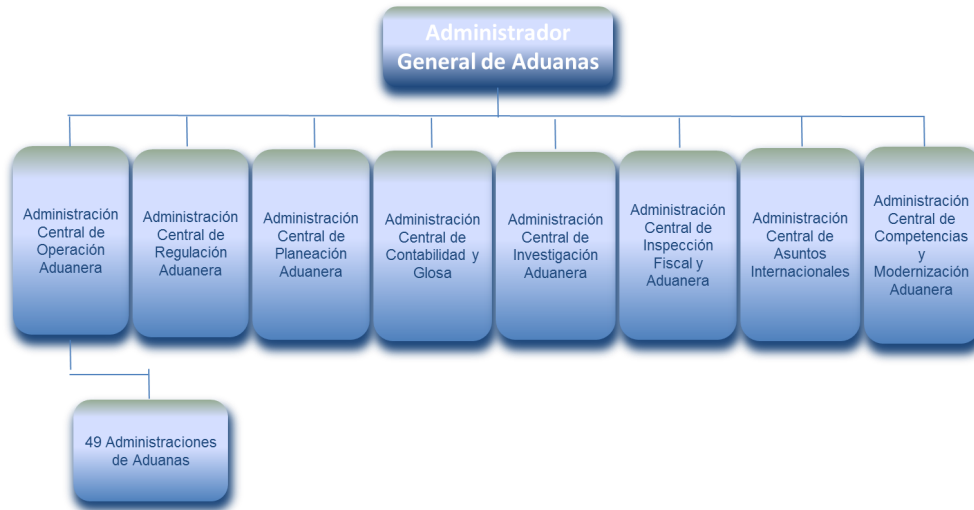 Administrador
General de Aduanas
Administración
Central de
Operación
Aduanera
Administración
Central de
Regulación
Aduanera
Administración
Central de
Planeación
Aduanera
Administración
Central de
Contabilidad y
Glosa
Administración
Central de
Investigación
Aduanera
Administración
Central de
Inspección
Fiscal y
Aduanera
Administración
Central de
Asuntos
Internacionales
Administración
Central de
Competencias
y
Modernización
Aduanera
49 Administraciones
de Aduanas